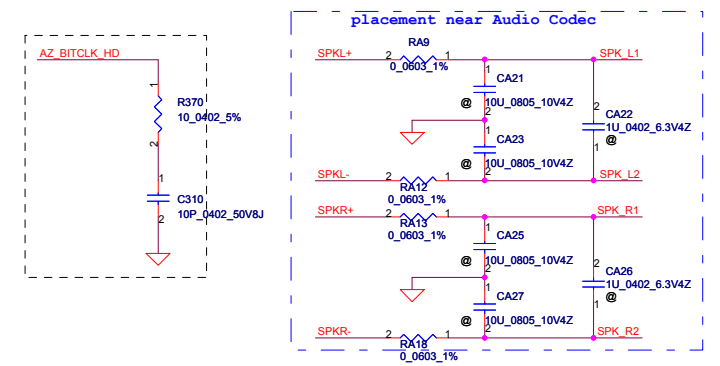 placement near Audio Codec
AZ_BITCLK_HD
1
R370
10_0402_5%
2
1
C310
10P_0402_50V8J
2
SPKL+
2
RA9
1
0_0603_1%
SPK_L1
1
CA21
@
10U_0805_10V4Z
2
1
CA23
@
10U_0805_10V4Z
2
2
CA22
1U_0402_6.3V4Z
@
1
SPKL-
2
1
RA12
0_0603_1%
SPK_L2
SPKR+
2
1
RA13
0_0603_1%
SPK_R1
1
CA25
@
10U_0805_10V4Z
2
1
CA27
@
10U_0805_10V4Z
2
2
CA26
1U_0402_6.3V4Z
@
1
SPKR-
2
1
RA18
0_0603_1%
SPK_R2